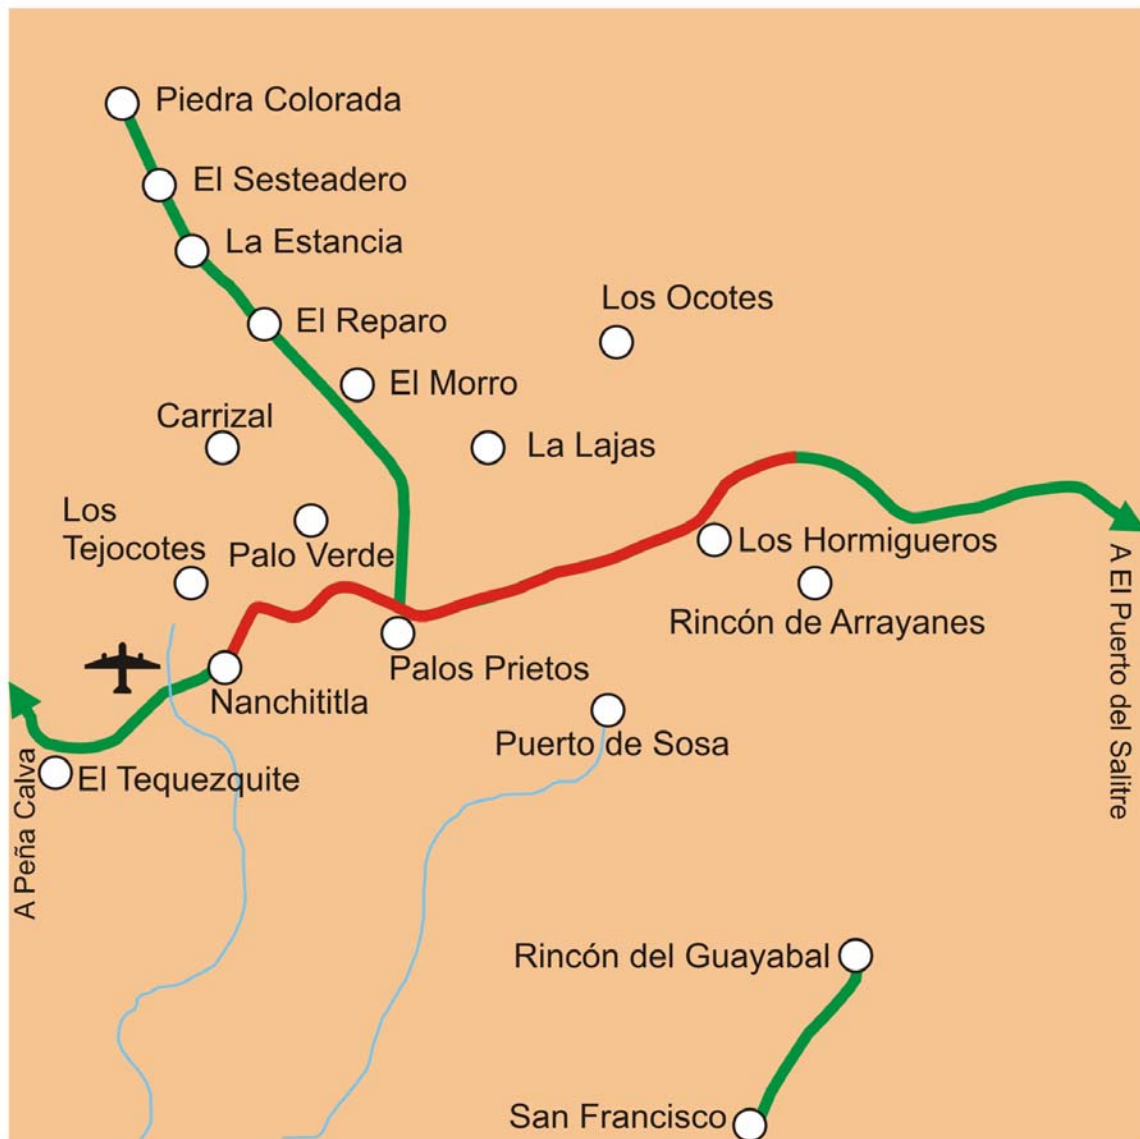 Piedra Colorada
El Sesteadero
La Estancia
Los Ocotes
El Reparo
El Morro
Carrizal
La Lajas
Los
Tejocotes
Palo Verde
Los Hormigueros
Rincón de Arrayanes
Palos Prietos
Nanchititla
Puerto de Sosa
El Tequezquite
A Peña Calva
A El Puerto del Salitre
Rincón del Guayabal
San Francisco